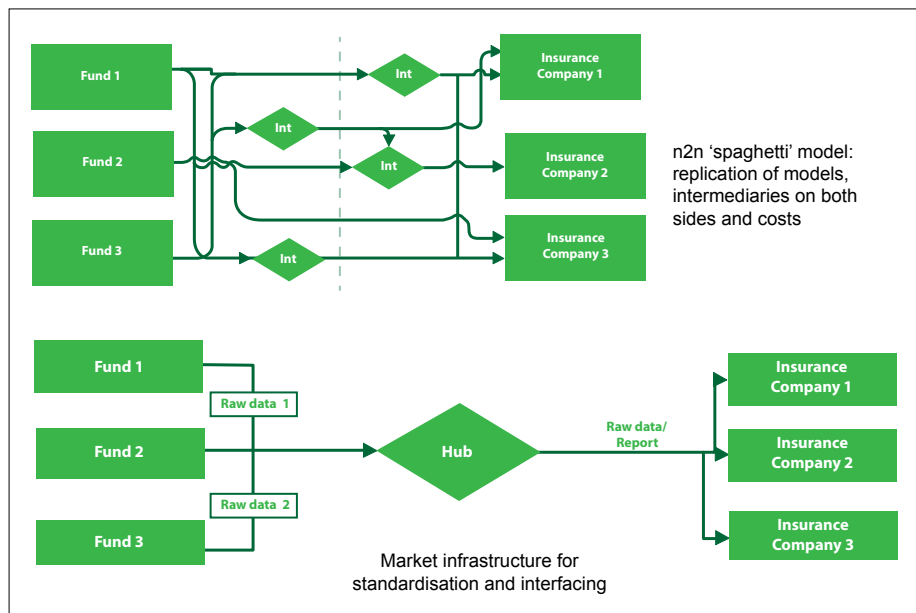 Fund 1
Int
Insurance
Company 1
Int
Fund 2
Int
Insurance
Company 2
n2n ‘spaghetti’ model:
replication of models,
intermediaries on both
sides and costs
Fund 3
Int
Insurance
Company 3
Fund 1
Raw data 1
Insurance
Company 1
Fund 2
Hub
Raw data/
Report
Insurance
Company 2
Raw data 2
Fund 3
Insurance
Company 3
Market infrastructure for
standardisation and interfacing